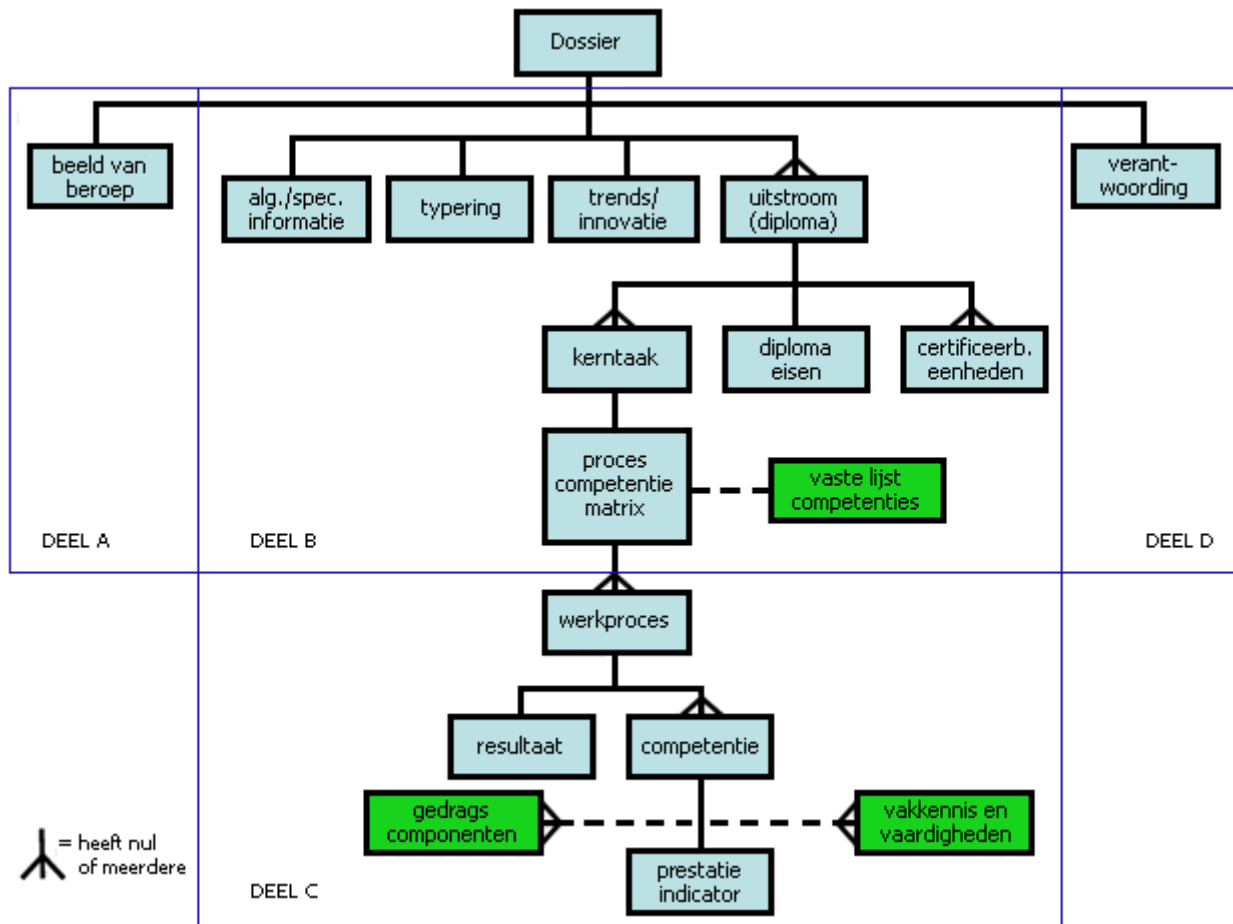 Dossier
beeld van
beroep
alg./spec.
informatie
typering
trends/
innovatie
uitstroom
(diploma)
verant-
woording
kerntaak
diploma
eisen
certificeerb.
eenheden
proces
competentie
matrix
vaste lijst
competenties
DEEL A
DEEL B
DEEL D
werkproces
resultaat
competentie
gedrags
componenten
vakkennis en
vaardigheden
prestatie
indicator
= heeft nul
of meerdere
DEEL C